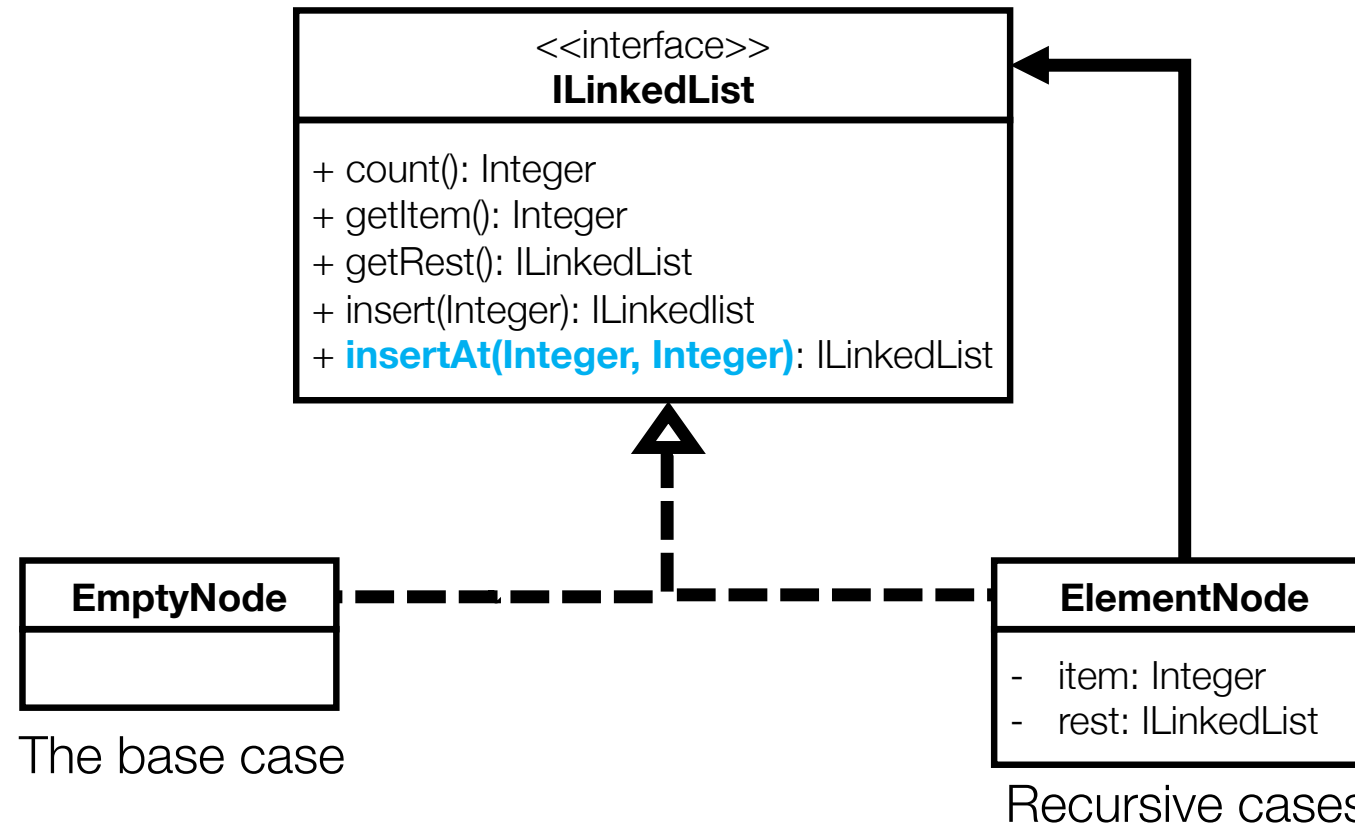 <<interface>>
ILinkedList
+ count(): Integer
+ getItem(): Integer
+ getRest(): ILinkedList
+ insert(Integer): ILinkedlist
+ insertAt(Integer, Integer): ILinkedList
EmptyNode
The base case
ElementNode
- item: Integer
- rest: ILinkedList
Recursive cases